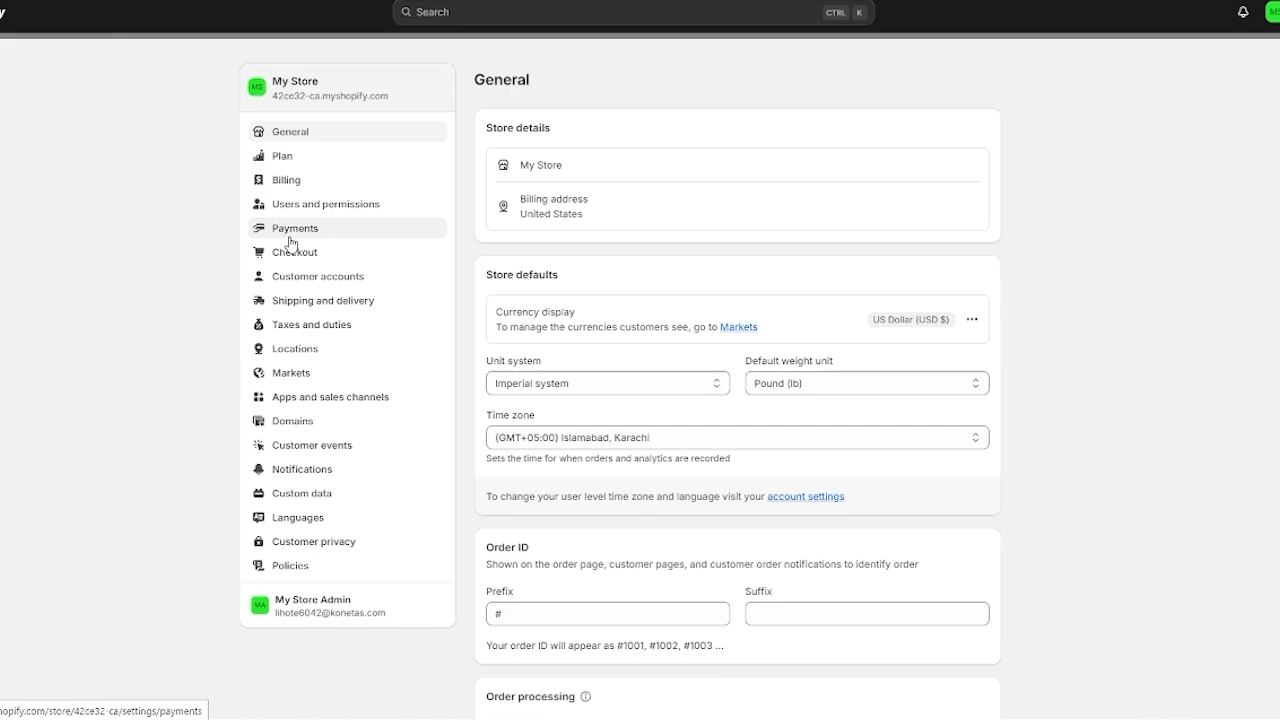 Search
CTRL K
MS
My Store
42ce32-ca.myshopify.com
General
Plan
Billing
Users and permissions
Payments
Checkout
Customer accounts
Shipping and delivery
Taxes and duties
Locations
Markets
Apps and sales channels
Domains
Customer events
Notifications
Custom data
Languages
Customer privacy
Policies
MA
My Store Admin
lihote6042@konetas.com
General
Store details
My Store
Billing address
United States
Store defaults
Currency display
To manage the currencies customers see, go to Markets
US Dollar (USD $)
Unit system
Default weight unit
Imperial system
Pound (lb)
Time zone
(GMT+05:00) Islamabad, Karachi
Sets the time for when orders and analytics are recorded
To change your user level time zone and language visit your account settings
Order ID
Shown on the order page, customer pages, and customer order notifications to identify order
Prefix
Suffix
#
Your order ID will appear as #1001, #1002, #1003 ...
Order processing
hopify.com/store/42ce32-ca/settings/payments